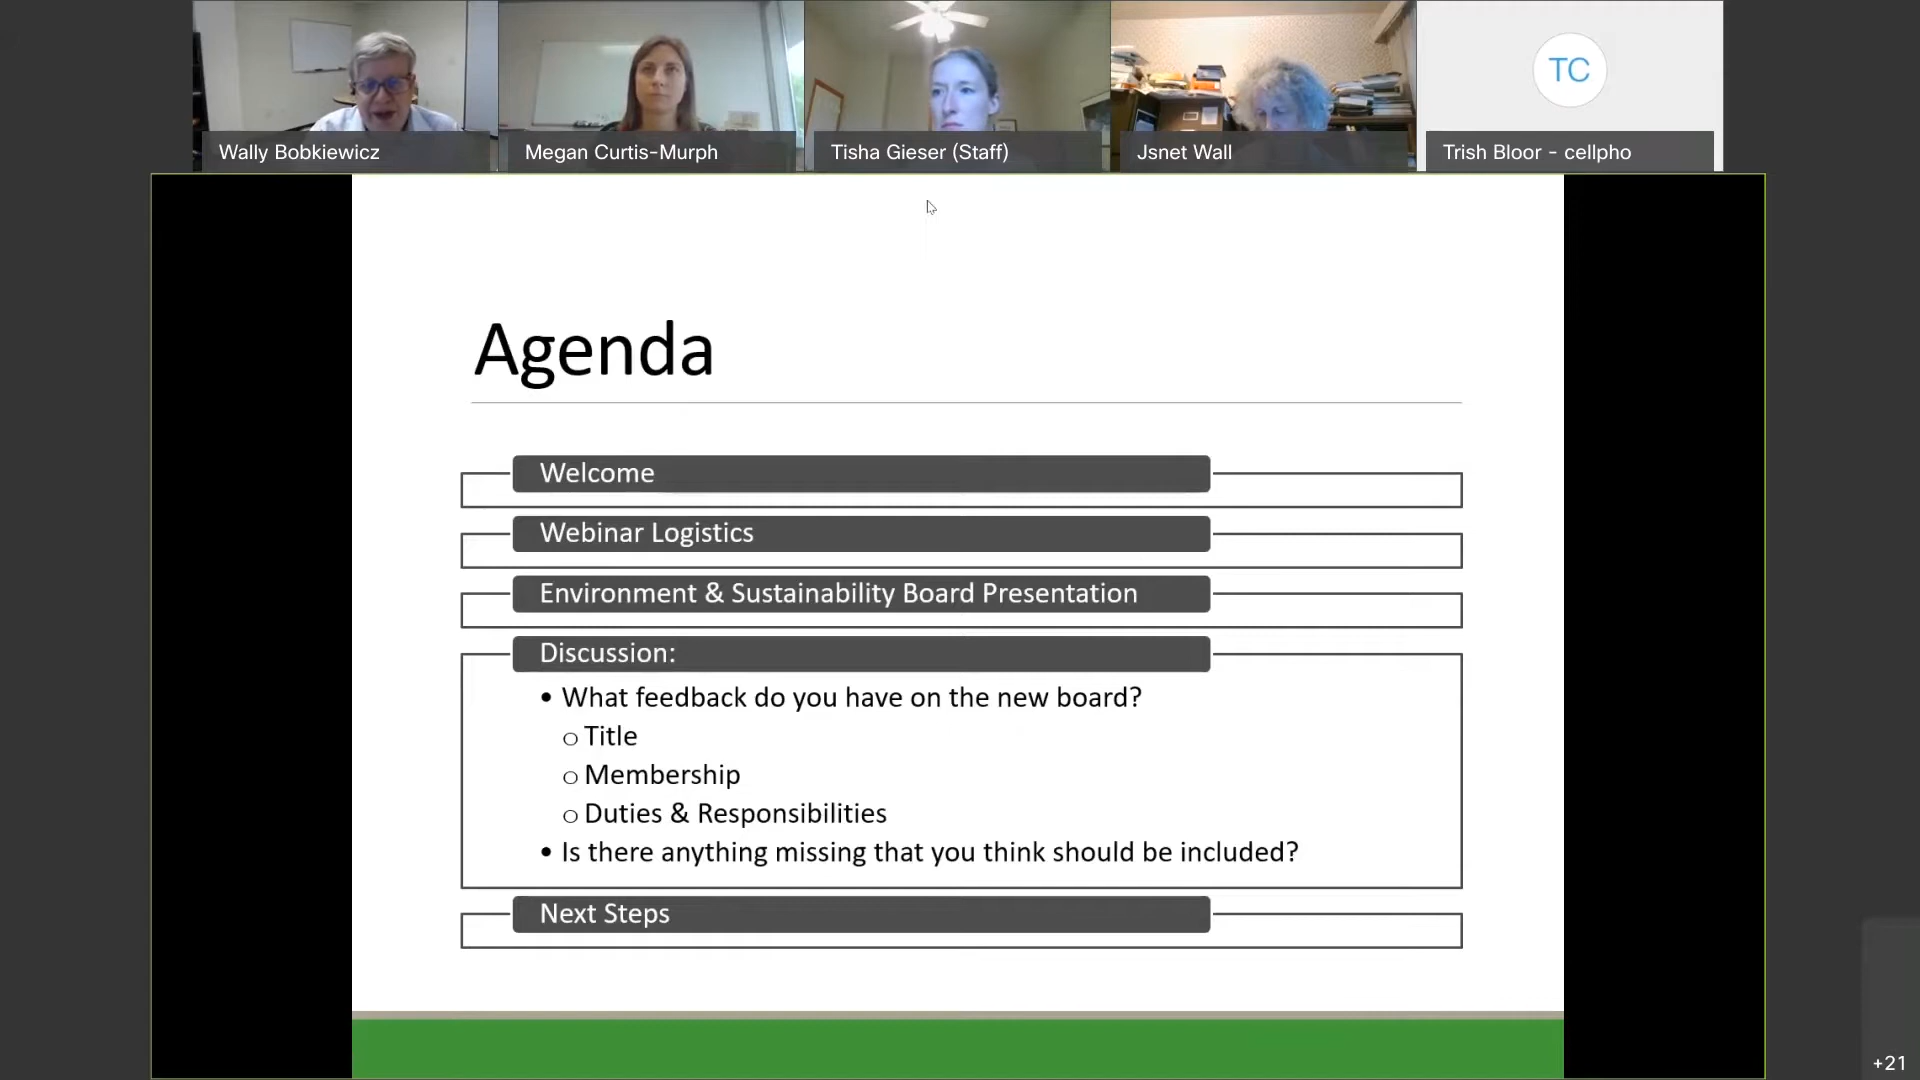 Wally Bobkiewicz
Megan Curtis-Murph
Tisha Gieser (Staff)
Jsnet Wall
TC
Trish Bloor - cellpho
Agenda
Welcome
Webinar Logistics
Environment & Sustainability Board Presentation
Discussion:
• What feedback do you have on the new board?
o Title
o Membership
o Duties & Responsibilities
• Is there anything missing that you think should be included?
Next Steps
+21